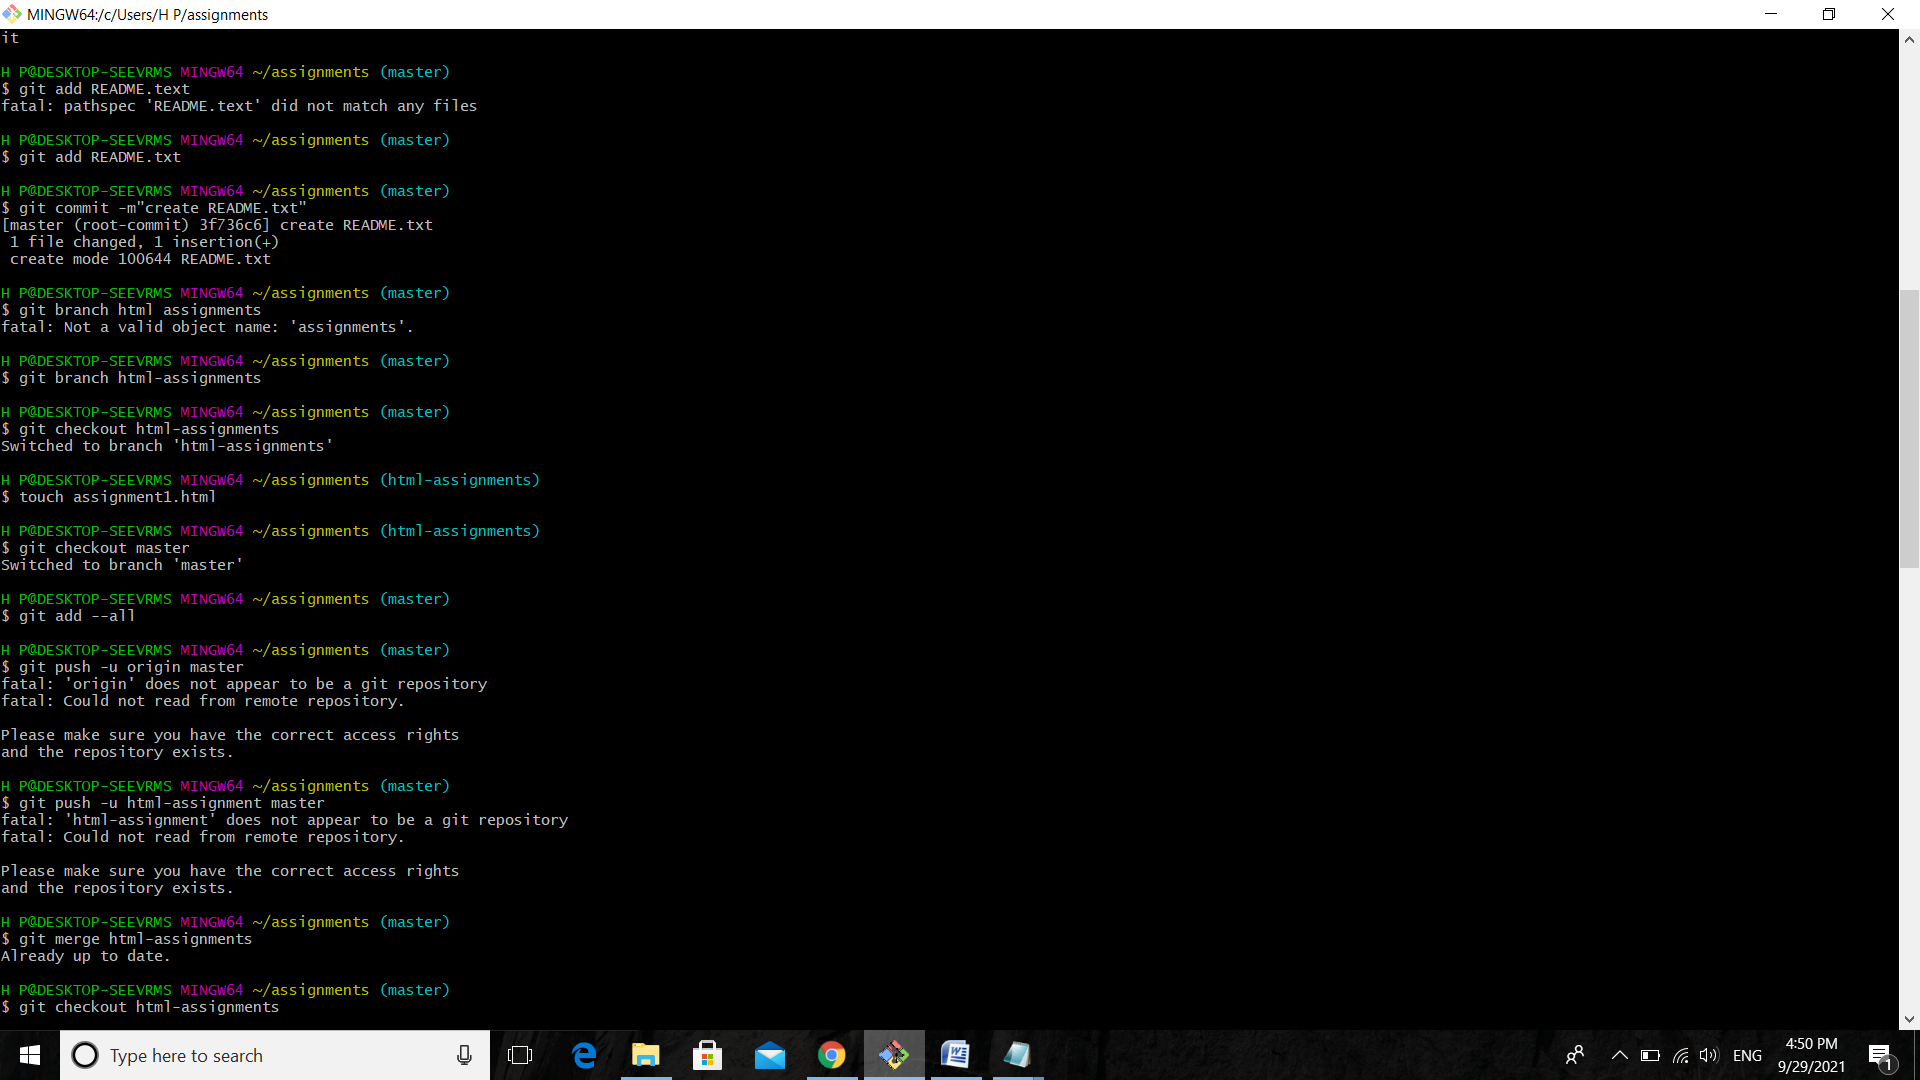 MINGW64:/c/Users/H P/assignments
it
H P@DESKTOP-SEEVRMS MINGW64 ~/assignments (master)
$ git add README.text
fatal: pathspec 'README.text' did not match any files
H P@DESKTOP-SEEVRMS MINGW64 ~/assignments (master)
$ git add README.txt
H P@DESKTOP-SEEVRMS MINGW64 ~/assignments (master)
$ git commit -m"create README.txt"
[master (root-commit) 3f736c6] create README.txt
 1 file changed, 1 insertion(+)
 create mode 100644 README.txt
H P@DESKTOP-SEEVRMS MINGW64 ~/assignments (master)
$ git branch html assignments
fatal: Not a valid object name: 'assignments'.
H P@DESKTOP-SEEVRMS MINGW64 ~/assignments (master)
$ git branch html-assignments
H P@DESKTOP-SEEVRMS MINGW64 ~/assignments (master)
$ git checkout html-assignments
Switched to branch 'html-assignments'
H P@DESKTOP-SEEVRMS MINGW64 ~/assignments (html-assignments)
$ touch assignment1.html
H P@DESKTOP-SEEVRMS MINGW64 ~/assignments (html-assignments)
$ git checkout master
Switched to branch 'master'
H P@DESKTOP-SEEVRMS MINGW64 ~/assignments (master)
$ git add --all
H P@DESKTOP-SEEVRMS MINGW64 ~/assignments (master)
$ git push -u origin master
fatal: 'origin' does not appear to be a git repository
fatal: Could not read from remote repository.
Please make sure you have the correct access rights
and the repository exists.
H P@DESKTOP-SEEVRMS MINGW64 ~/assignments (master)
$ git push -u html-assignment master
fatal: 'html-assignment' does not appear to be a git repository
fatal: Could not read from remote repository.
Please make sure you have the correct access rights
and the repository exists.
H P@DESKTOP-SEEVRMS MINGW64 ~/assignments (master)
$ git merge html-assignments
Already up to date.
H P@DESKTOP-SEEVRMS MINGW64 ~/assignments (master)
$ git checkout html-assignments
Type here to search
ENG
4:50 PM
9/29/2021
1